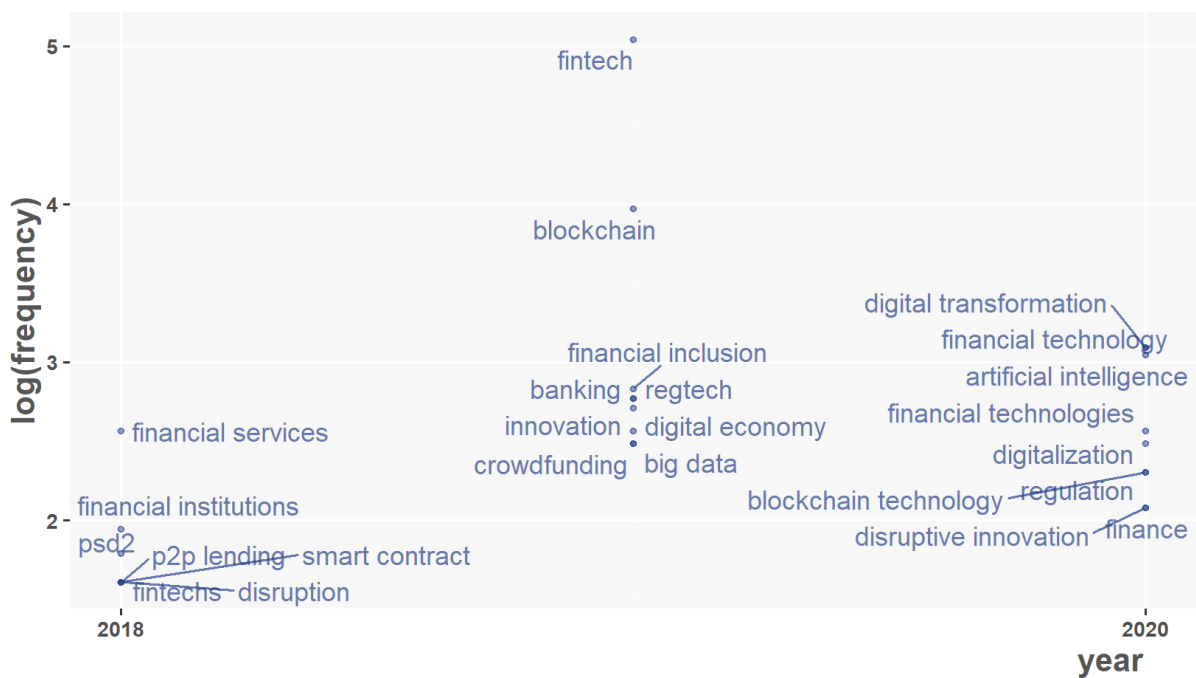 5
fintech
4
blockchain
digital transformation
financial technology
3
financial inclusion
artificial intelligence
banking
regtech
financial technologies
financial services
innovation
digital economy
digitalization
crowdfunding
big data
regulation
blockchain technology
financial institutions
2
finance
disruptive innovation
psd2
p2p lending
smart contract
fintechs
disruption
2018
2020
year
log(frequency)